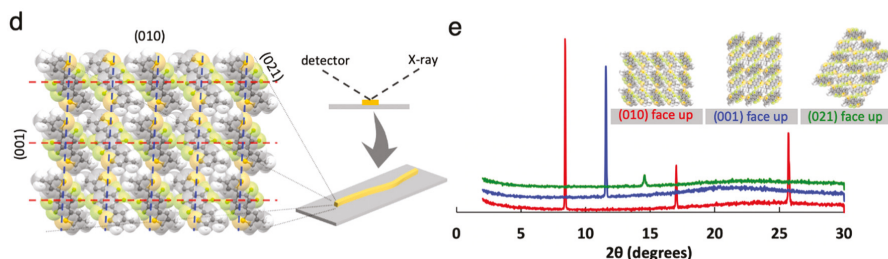 d
(010)
(021)
(001)
detector
X-ray
e
(010) face up
(001) face up
(021) face up
0
5
10
15
20
25
30
2θ (degrees)